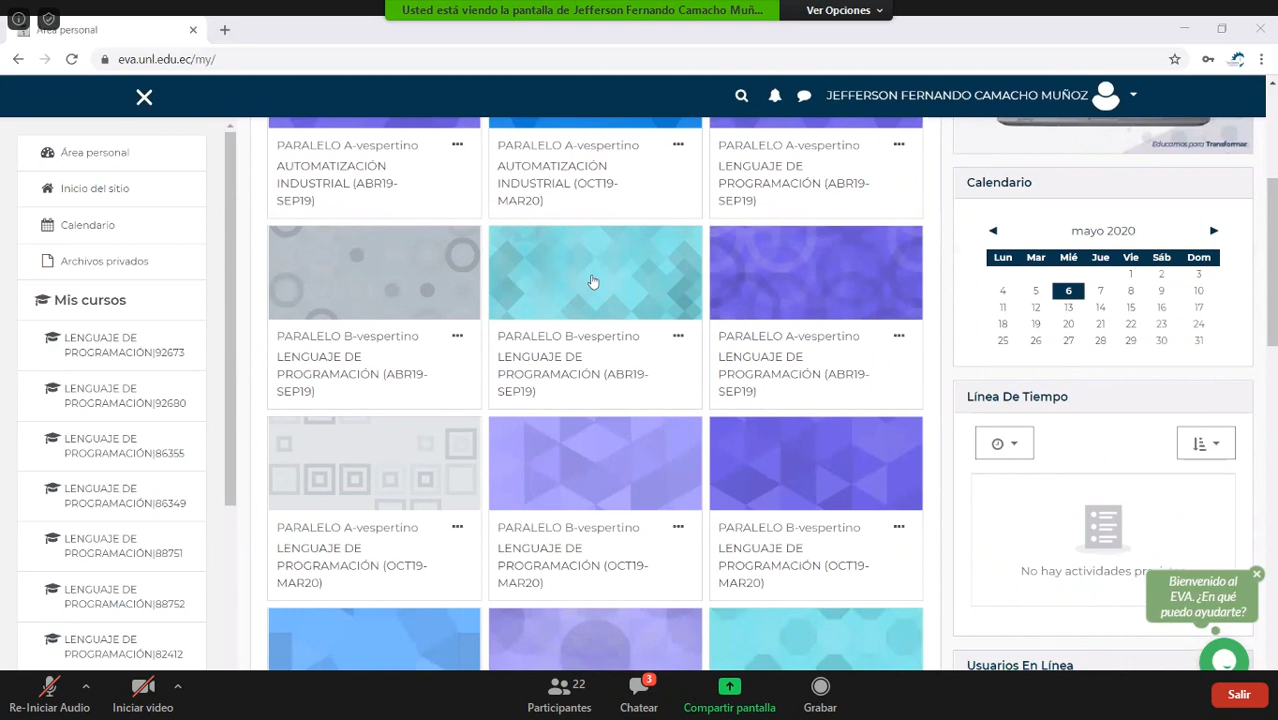 Usted está viendo la pantalla de Jefferson Fernando Camacho Muñ...
Ver Opciones
Área personal
eva.unl.edu.ec/my/
JEFFERSON FERNANDO CAMACHO MUÑOZ
Área personal
Inicio del sitio
Calendario
Archivos privados
Mis cursos
LENGUAJE DE
PROGRAMACIÓN|92673
LENGUAJE DE
PROGRAMACIÓN|92680
LENGUAJE DE
PROGRAMACIÓN|86355
LENGUAJE DE
PROGRAMACIÓN|86349
LENGUAJE DE
PROGRAMACIÓN|88751
LENGUAJE DE
PROGRAMACIÓN|88752
LENGUAJE DE
PROGRAMACIÓN|82412
PARALELO A-vespertino
AUTOMATIZACIÓN
INDUSTRIAL (ABR19-
SEP19)
PARALELO A-vespertino
AUTOMATIZACIÓN
INDUSTRIAL (OCT19-
MAR20)
PARALELO A-vespertino
LENGUAJE DE
PROGRAMACIÓN (ABR19-
SEP19)
PARALELO B-vespertino
LENGUAJE DE
PROGRAMACIÓN (ABR19-
SEP19)
PARALELO B-vespertino
LENGUAJE DE
PROGRAMACIÓN (ABR19-
SEP19)
PARALELO A-vespertino
LENGUAJE DE
PROGRAMACIÓN (ABR19-
SEP19)
PARALELO A-vespertino
LENGUAJE DE
PROGRAMACIÓN (OCT19-
MAR20)
PARALELO B-vespertino
LENGUAJE DE
PROGRAMACIÓN (OCT19-
MAR20)
PARALELO B-vespertino
LENGUAJE DE
PROGRAMACIÓN (OCT19-
MAR20)
Educamos para Transformar
Calendario
mayo 2020
Lun Mar Mié Jue Vie Sáb Dom
1 2 3
4 5 6 7 8 9 10
11 12 13 14 15 16 17
18 19 20 21 22 23 24
25 26 27 28 29 30 31
Línea De Tiempo
No hay actividades
Bienvenido al
EVA. ¿En qué
puedo ayudarte?
Usuarios En Línea
Re-Iniciar Audio
Iniciar video
22
Participantes
3
Chatear
Compartir pantalla
Grabar
Salir